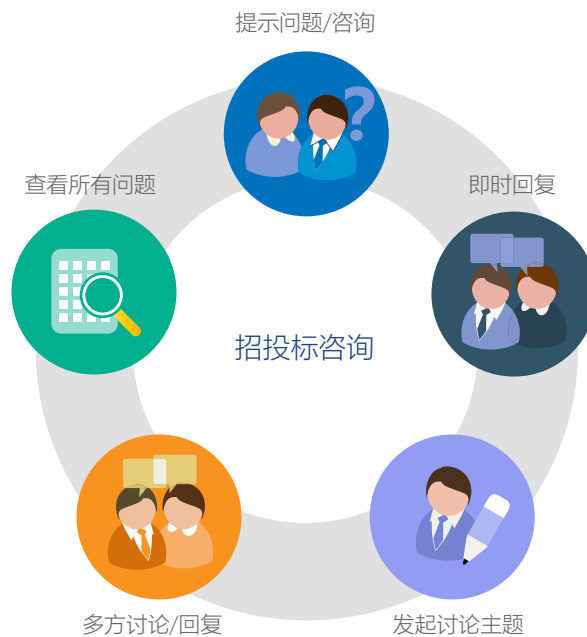 提示问题/咨询
查看所有问题
即时回复
招投标咨询
多方讨论/回复
发起讨论主题